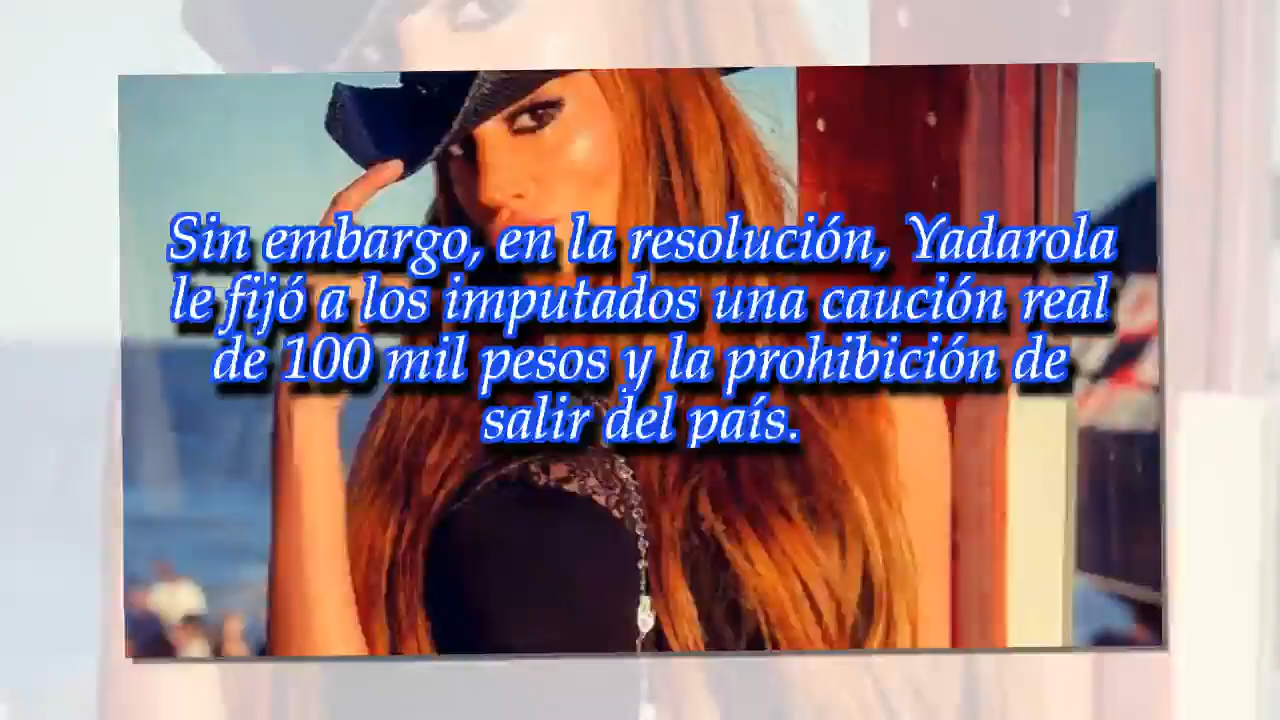 Sin embargo, en la resolución, Yadarola
le fijó a los imputados una caución real
de 100 mil pesos y la prohibición de
salir del país.